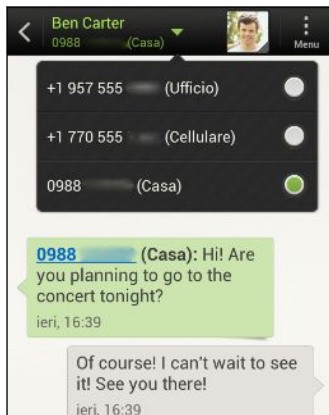 Ben Carter
0988 (Casa)
Menu
+1 957 555 (Ufficio)
+1 770 555 (Cellulare)
0988 (Casa)
0988 (Casa): Hi! Are
you planning to go to the
concert tonight?
ieri, 16:39
Of course! I can't wait to see
it! See you there!
ieri, 16:39